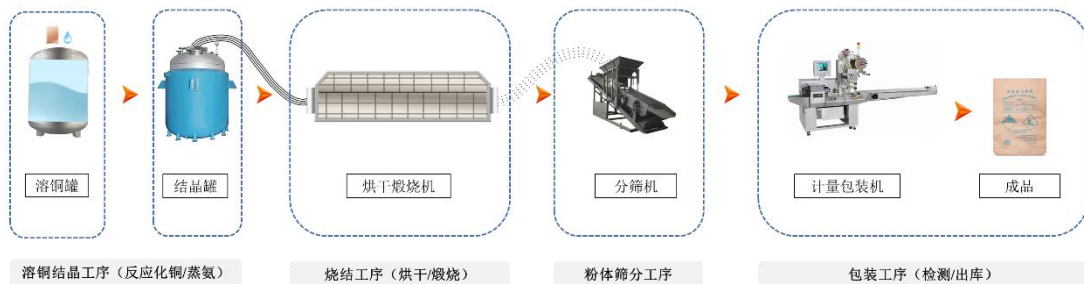 溶铜罐
结晶罐
烘干煅烧机
分筛机
计量包装机
成品
溶铜结晶工序（反应化铜/蒸氨）
烧结工序（烘干/煅烧）
粉体筛分工序
包装工序（检测/出库）